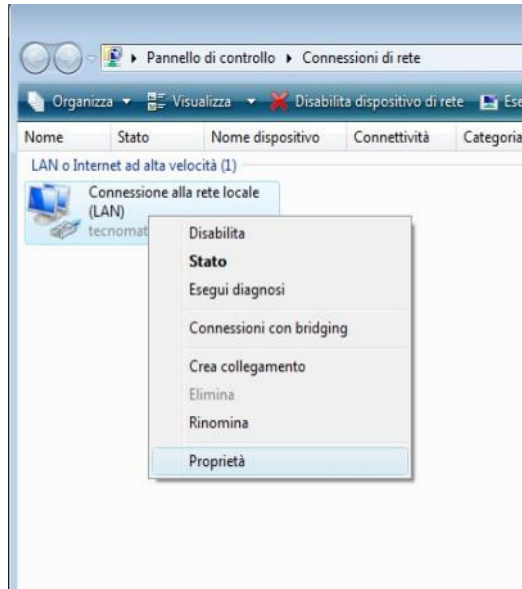 Pannello di controllo Connessioni di rete
Organizza Visualizza Disabilita dispositivo di rete Ese
Nome Stato Nome dispositivo Connettività Categoria
LAN o Internet ad alta velocità (1)
Connessione alla rete locale
(LAN)
tecnomat
Disabilita
Stato
Esegui diagnosi
Connessioni con bridging
Crea collegamento
Elimina
Rinomina
Proprietà